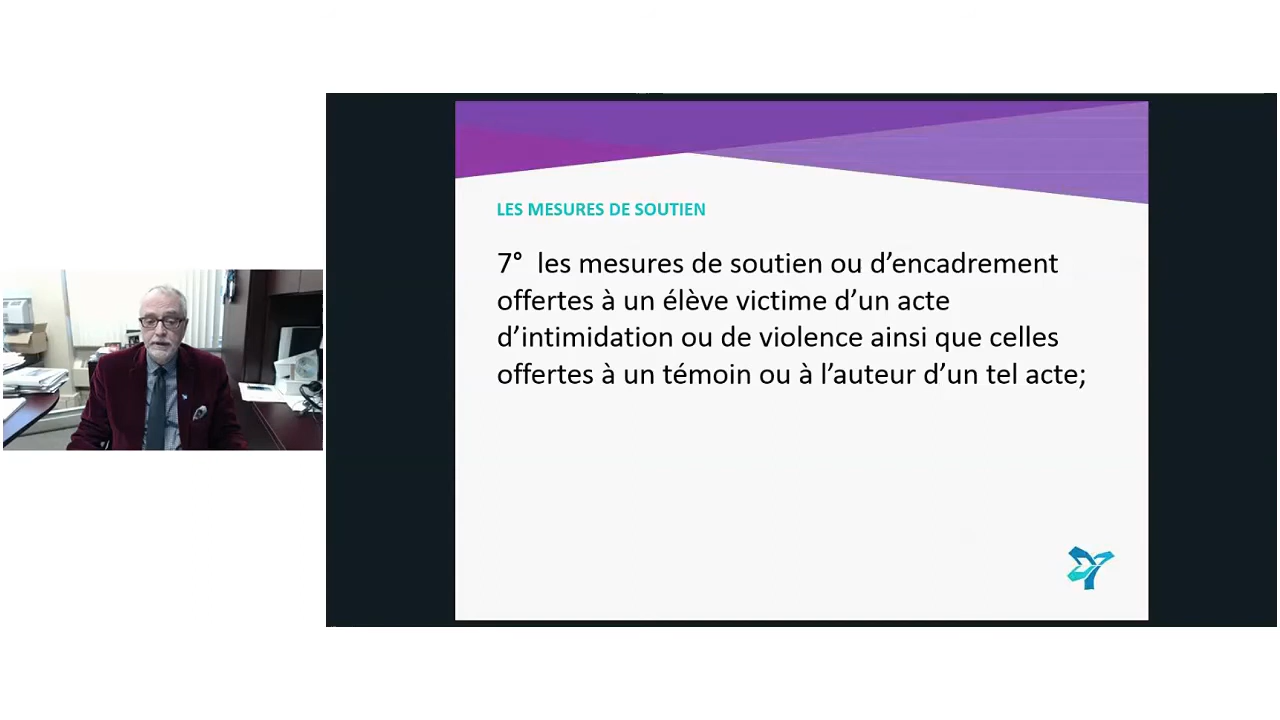 LES MESURES DE SOUTIEN
7° les mesures de soutien ou d’encadrement
offertes à un élève victime d’un acte
d’intimidation ou de violence ainsi que celles
offertes à un témoin ou à l’auteur d’un tel acte;